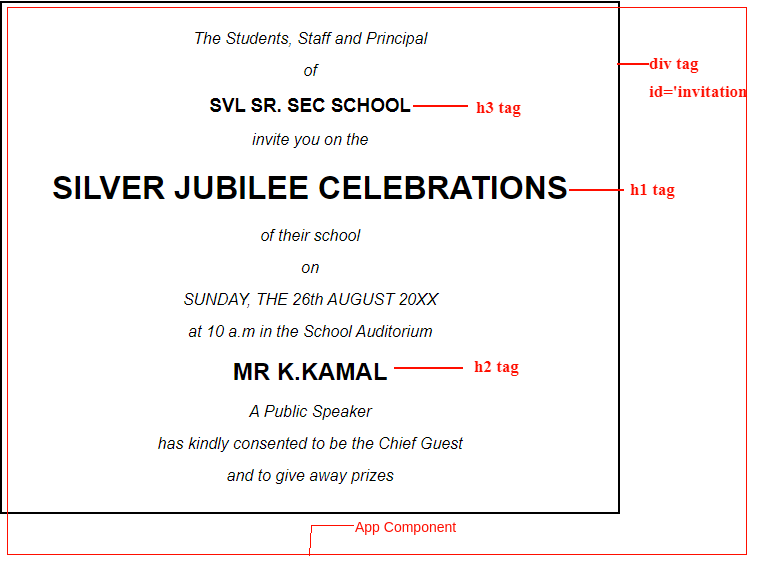 The Students, Staff and Principal
of
div tag
id='invitation
SVL SR. SEC SCHOOL
h3 tag
invite you on the
SILVER JUBILEE CELEBRATIONS
h1 tag
of their school
on
SUNDAY, THE 26th AUGUST 20XX
at 10 a.m in the School Auditorium
MR K.KAMAL
h2 tag
A Public Speaker
has kindly consented to be the Chief Guest
and to give away prizes
App Component